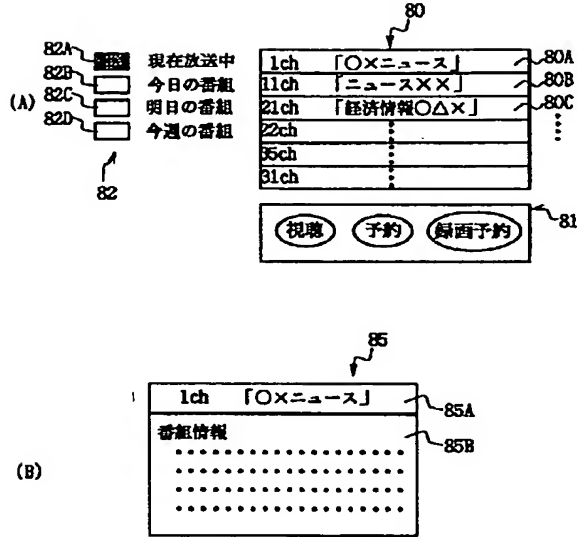 80
82A 現在放送中
82B 今日の番組
82C 明日の番組
82D 今週の番組
82
(A)
1ch 「○×ニュース」 80A
11ch 「ニュース××」 80B
21ch 「経済情報○△×」 80C
22ch
35ch
31ch
視聴 予約 録画予約 81
85
1ch 「○×ニュース」 85A
番組情報 85B
(B)